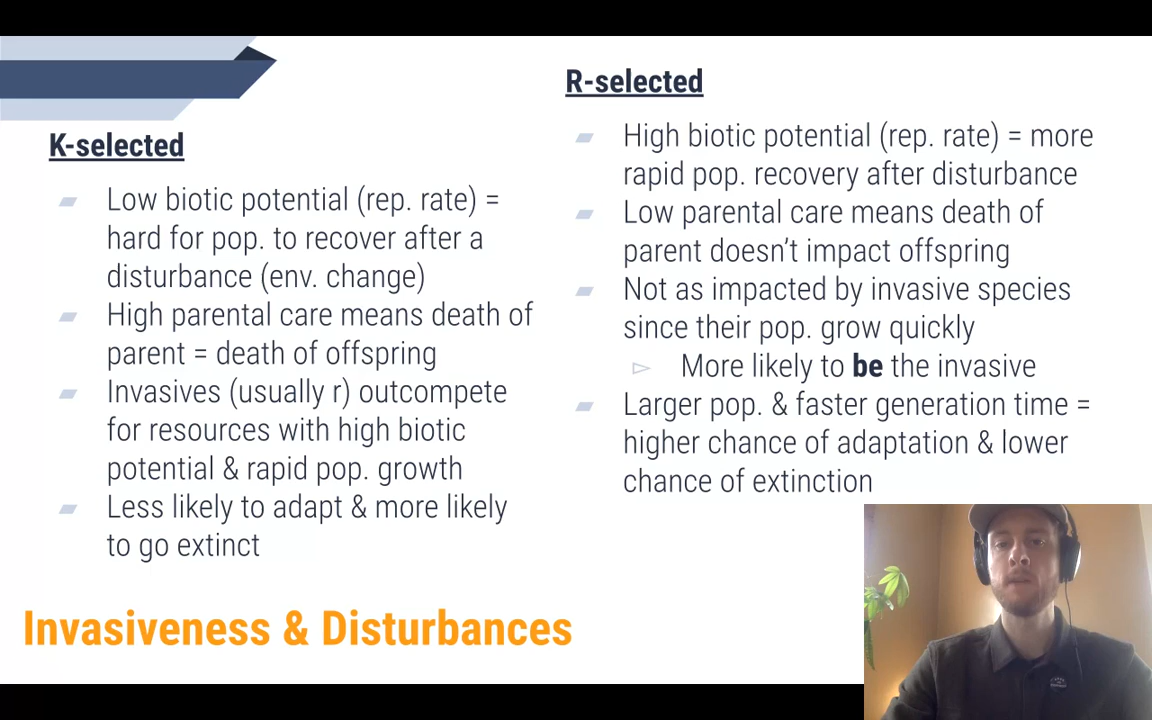 K-selected
Low biotic potential (rep. rate) =
hard for pop. to recover after a
disturbance (env. change)
High parental care means death of
parent = death of offspring
Invasives (usually r) outcompete
for resources with high biotic
potential & rapid pop. growth
Less likely to adapt & more likely
to go extinct
R-selected
High biotic potential (rep. rate) = more
rapid pop. recovery after disturbance
Low parental care means death of
parent doesn’t impact offspring
Not as impacted by invasive species
since their pop. grow quickly
More likely to be the invasive
Larger pop. & faster generation time =
higher chance of adaptation & lower
chance of extinction
Invasiveness & Disturbances